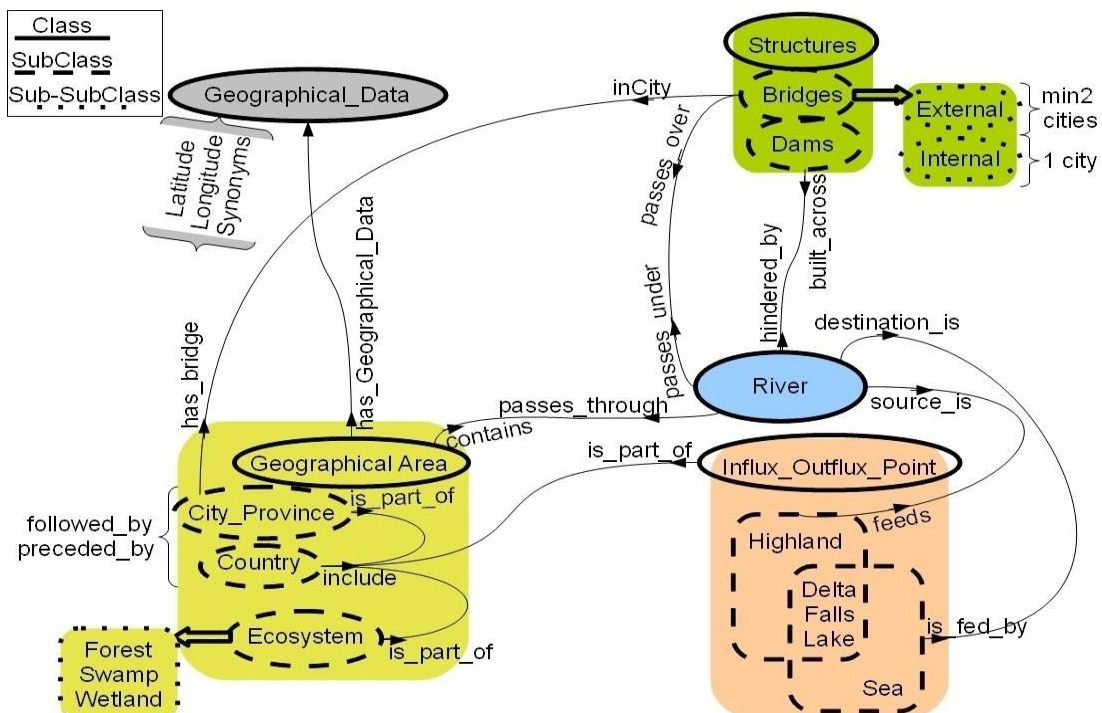 Class
SubClass
Sub-SubClass
Geographical_Data
Latitude
Longitude
Synonyms
Structures
Bridges
Dams
External
Internal
min2
cities
1 city
inCity
passes_over
passes_under
hindered_by
built_across
has_bridge
has_Geographical_Data
destination_is
River
source_is
passes_through
contains
Geographical Area
is_part_of
City_Province
followed_by
preceded_by
Country
include
Ecosystem
is_part_of
Forest
Swamp
Wetland
is_part_of
Influx_Outflux_Point
feeds
Highland
Delta
Falls
Lake
is_fed_by
Sea